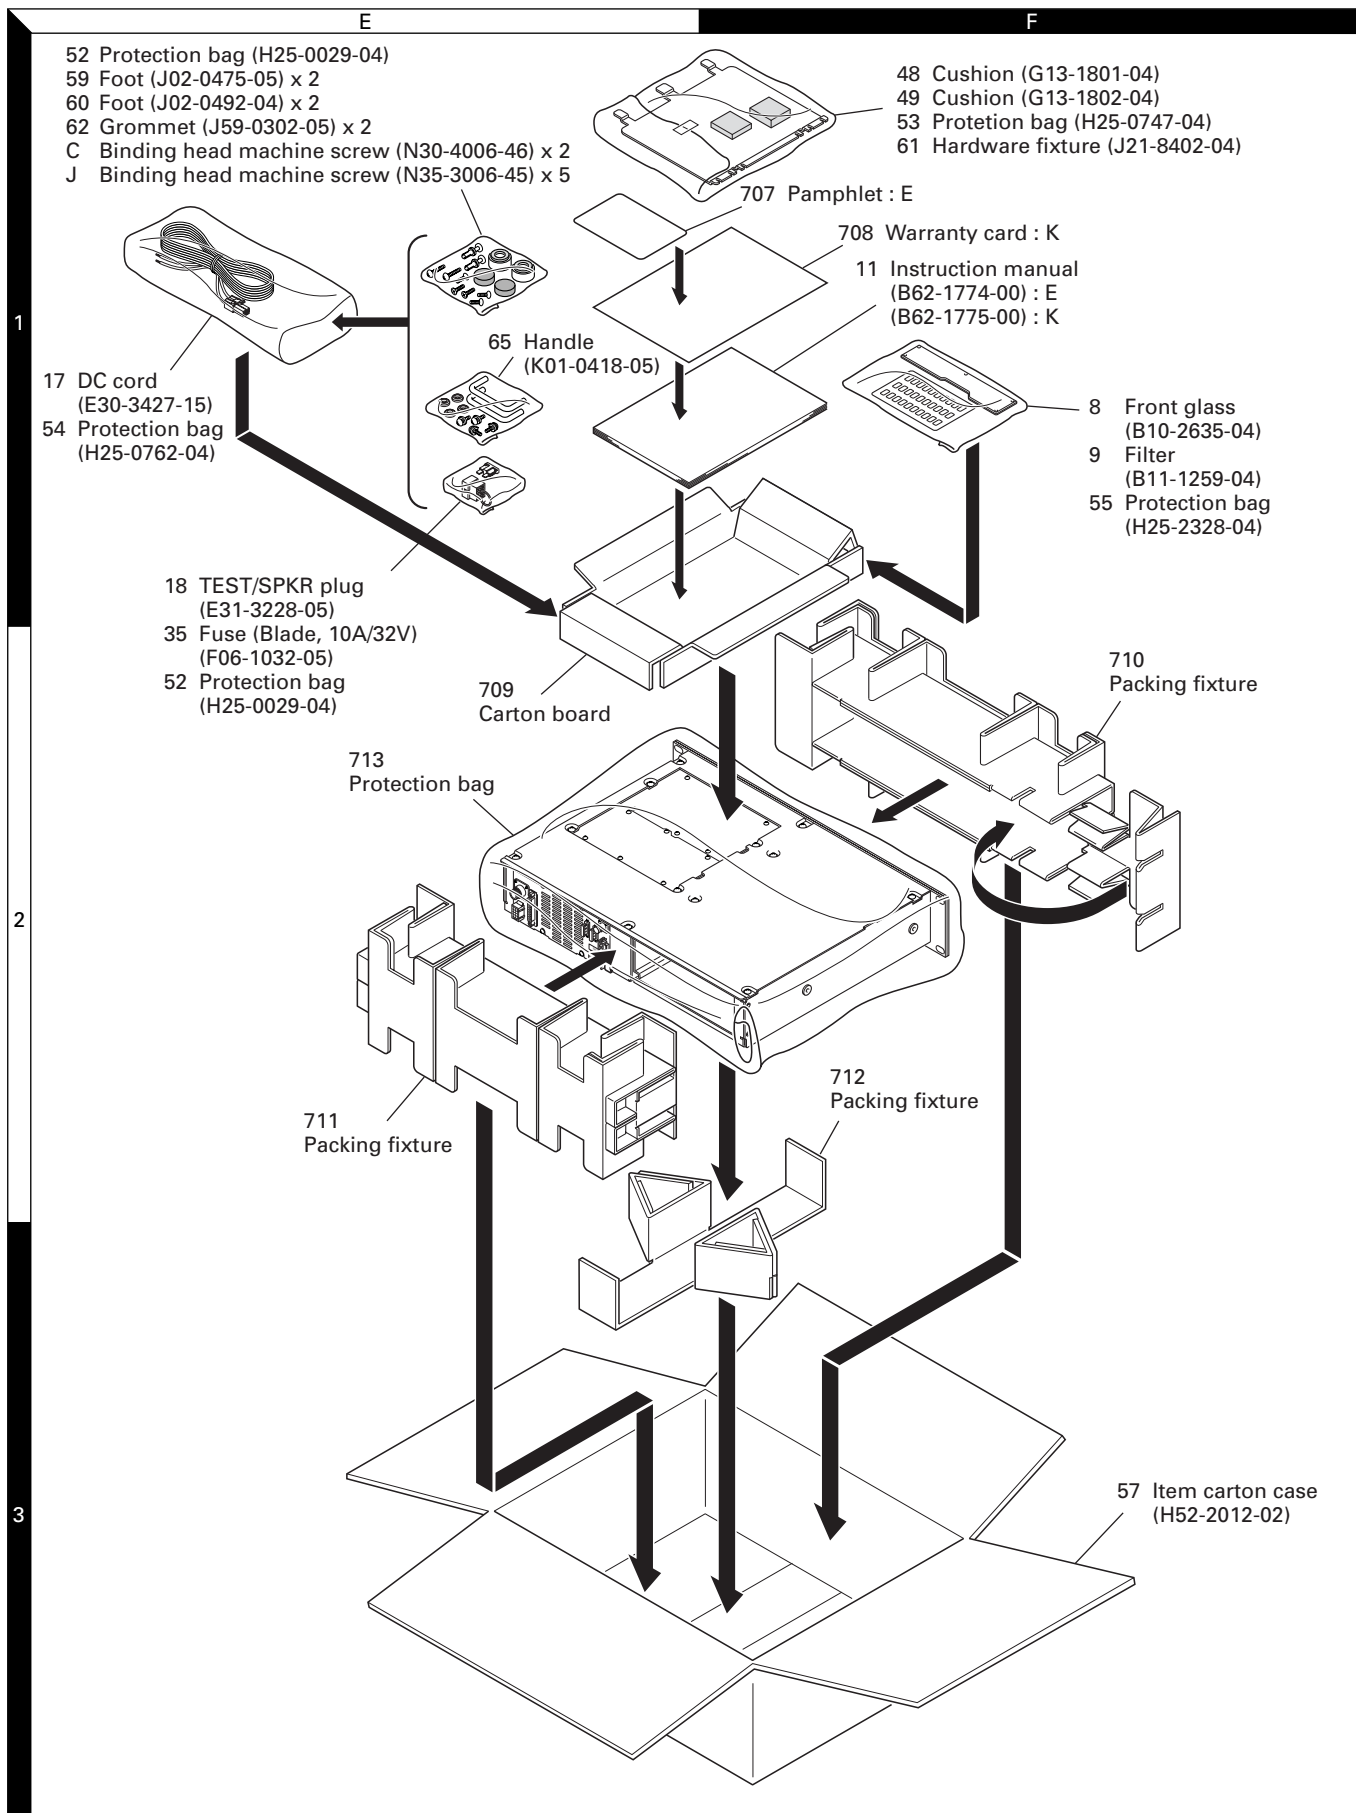 E
F
52 Protection bag (H25-0029-04)
59 Foot (J02-0475-05) x 2
60 Foot (J02-0492-04) x 2
62 Grommet (J59-0302-05) x 2
C Binding head machine screw (N30-4006-46) x 2
J Binding head machine screw (N35-3006-45) x 5
48 Cushion (G13-1801-04)
49 Cushion (G13-1802-04)
53 Protetion bag (H25-0747-04)
61 Hardware fixture (J21-8402-04)
707 Pamphlet : E
708 Warranty card : K
11 Instruction manual
(B62-1774-00) : E
(B62-1775-00) : K
1
65 Handle
(K01-0418-05)
17 DC cord
(E30-3427-15)
54 Protection bag
(H25-0762-04)
8 Front glass
(B10-2635-04)
9 Filter
(B11-1259-04)
55 Protection bag
(H25-2328-04)
18 TEST/SPKR plug
(E31-3228-05)
35 Fuse (Blade, 10A/32V)
(F06-1032-05)
52 Protection bag
(H25-0029-04)
709
Carton board
710
Packing fixture
713
Protection bag
2
711
Packing fixture
712
Packing fixture
3
57 Item carton case
(H52-2012-02)